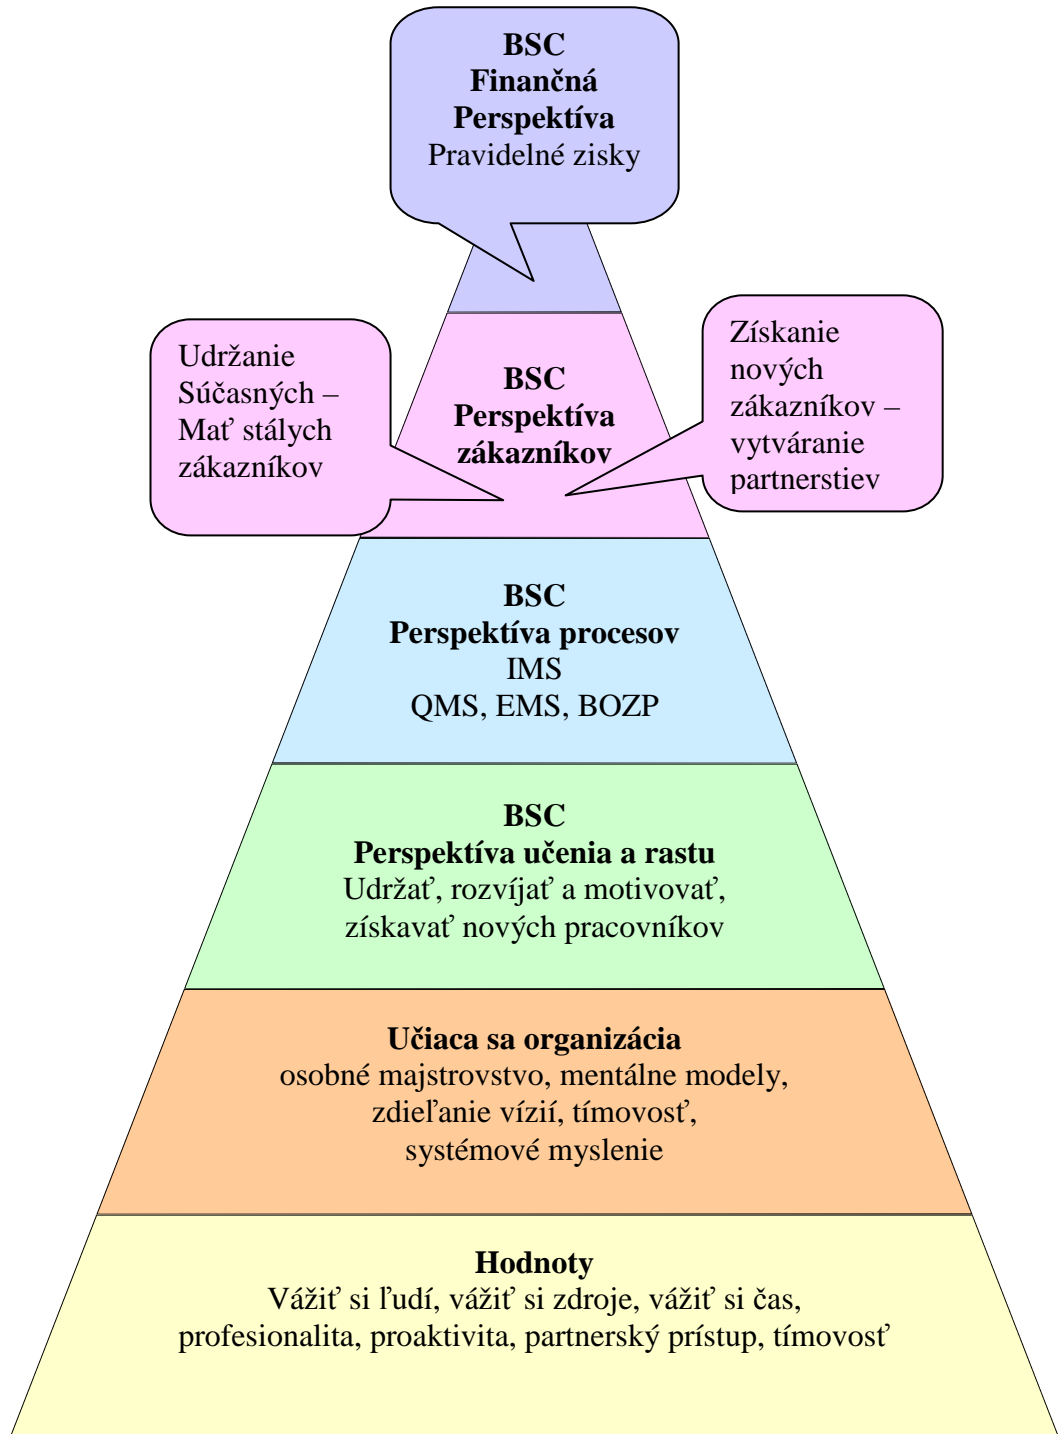 BSC
Finančná
Perspektíva
Pravidelné zisky
Udržanie
Súčasných –
Mať stálych
zákazníkov
BSC
Perspektíva
zákazníkov
Získanie
nových
zákazníkov –
vytváranie
partnerstiev
BSC
Perspektíva procesov
IMS
QMS, EMS, BOZP
BSC
Perspektíva učenia a rastu
Udržať, rozvíjať a motivovať,
získavať nových pracovníkov
Učiaca sa organizácia
osobné majstrovstvo, mentálne modely,
zdieľanie vízií, tímovosť,
systémové myslenie
Hodnoty
Vážiť si ľudí, vážiť si zdroje, vážiť si čas,
profesionalita, proaktivita, partnerský prístup, tímovosť